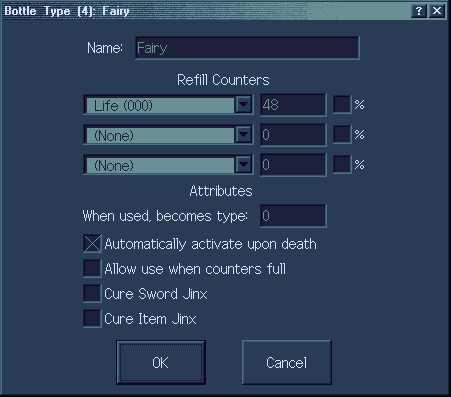 Bottle Type (4): Fairy
Name: Fairy
Refill Counters
Life (000) 48 %
(None) 0 %
(None) 0 %
Attributes
When used, becomes type: 0
Automatically activate upon death
Allow use when counters full
Cure Sword Jinx
Cure Item Jinx
OK Cancel